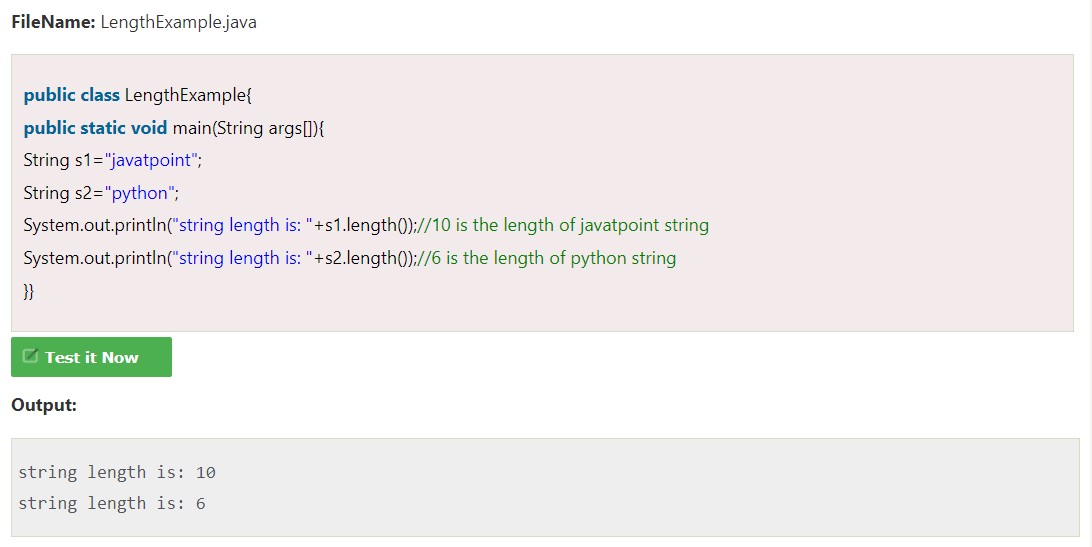 FileName: LengthExample.java
public class LengthExample{
public static void main(String args[]){
String s1="javatpoint";
String s2="python";
System.out.println("string length is: "+s1.length());//10 is the length of javatpoint string
System.out.println("string length is: "+s2.length());//6 is the length of python string
}}
Test it Now
Output:
string length is: 10
string length is: 6